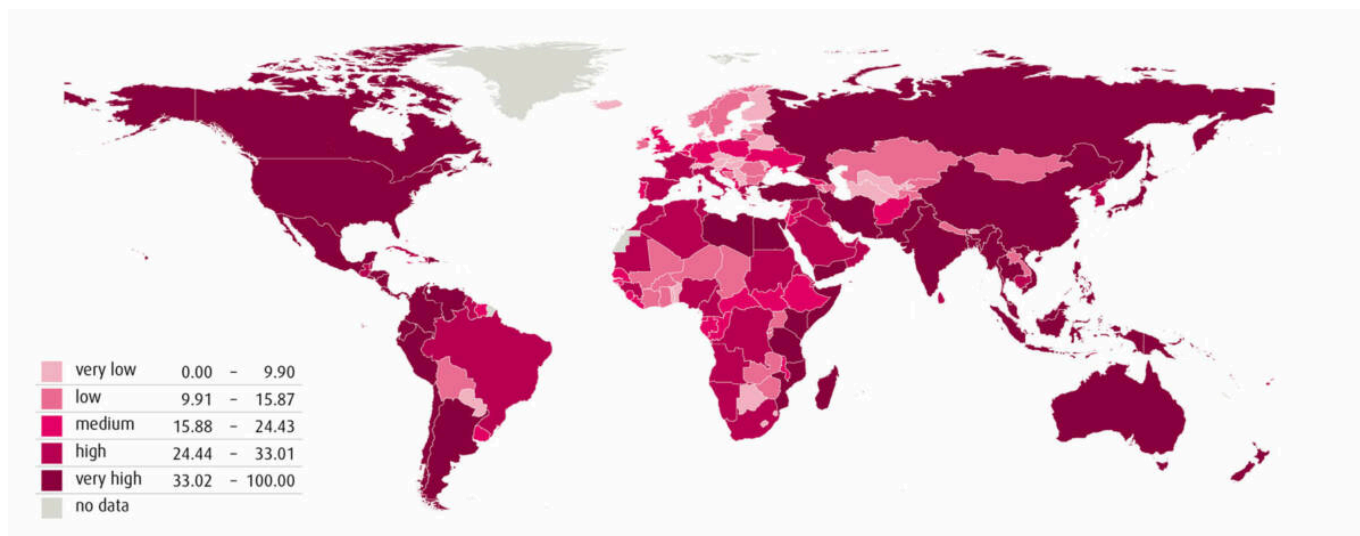 very low 0.00 – 9.90
low 9.91 – 15.87
medium 15.88 – 24.43
high 24.44 – 33.01
very high 33.02 – 100.00
no data